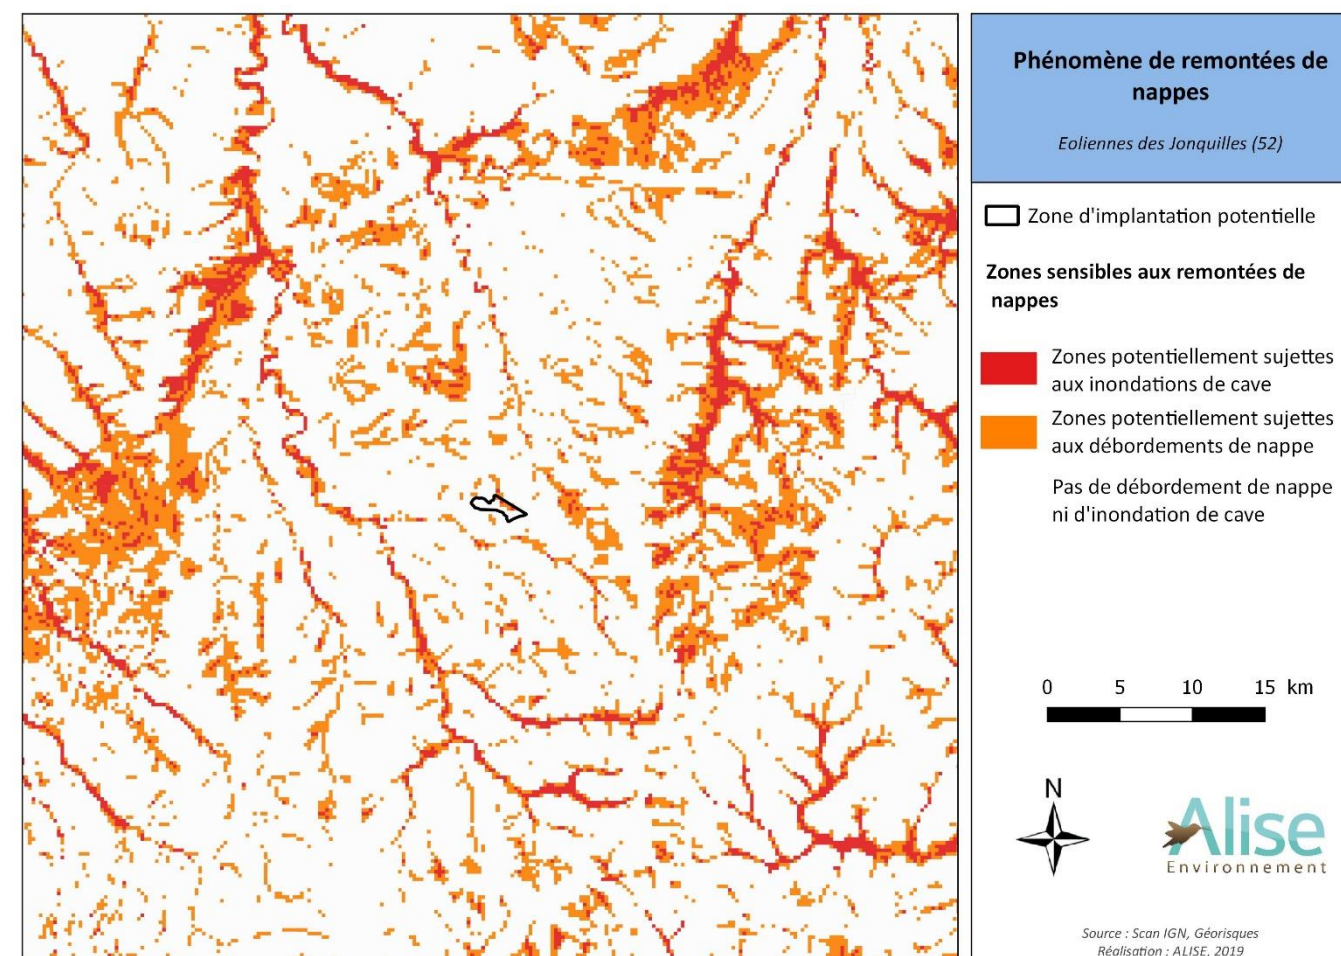 Phénomène de remontées de
nappes
Eoliennes des Jonquilles (52)
Zone d'implantation potentielle
Zones sensibles aux remontées de
nappes
Zones potentiellement sujettes
aux inondations de cave
Zones potentiellement sujettes
aux débordements de nappe
Pas de débordement de nappe
ni d'inondation de cave
0 5 10 15 km
N
Alise
Environnement
Source : Scan IGN, Géorisques
Réalisation : ALISE, 2019